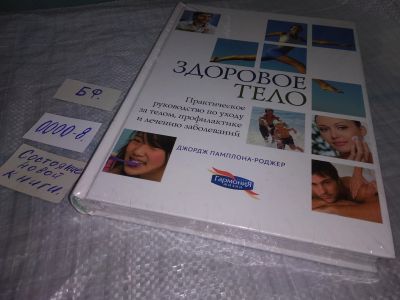 ЗДОРОВОЕ
ТЕЛО
Практическое
руководство по уходу
за телом, профилактике
и лечению заболеваний
ДЖОРДЖ ПАМПЛОНА-РОДЖЕР
Гармония
БФ.
0000-8.
Состояние
новой
книги.